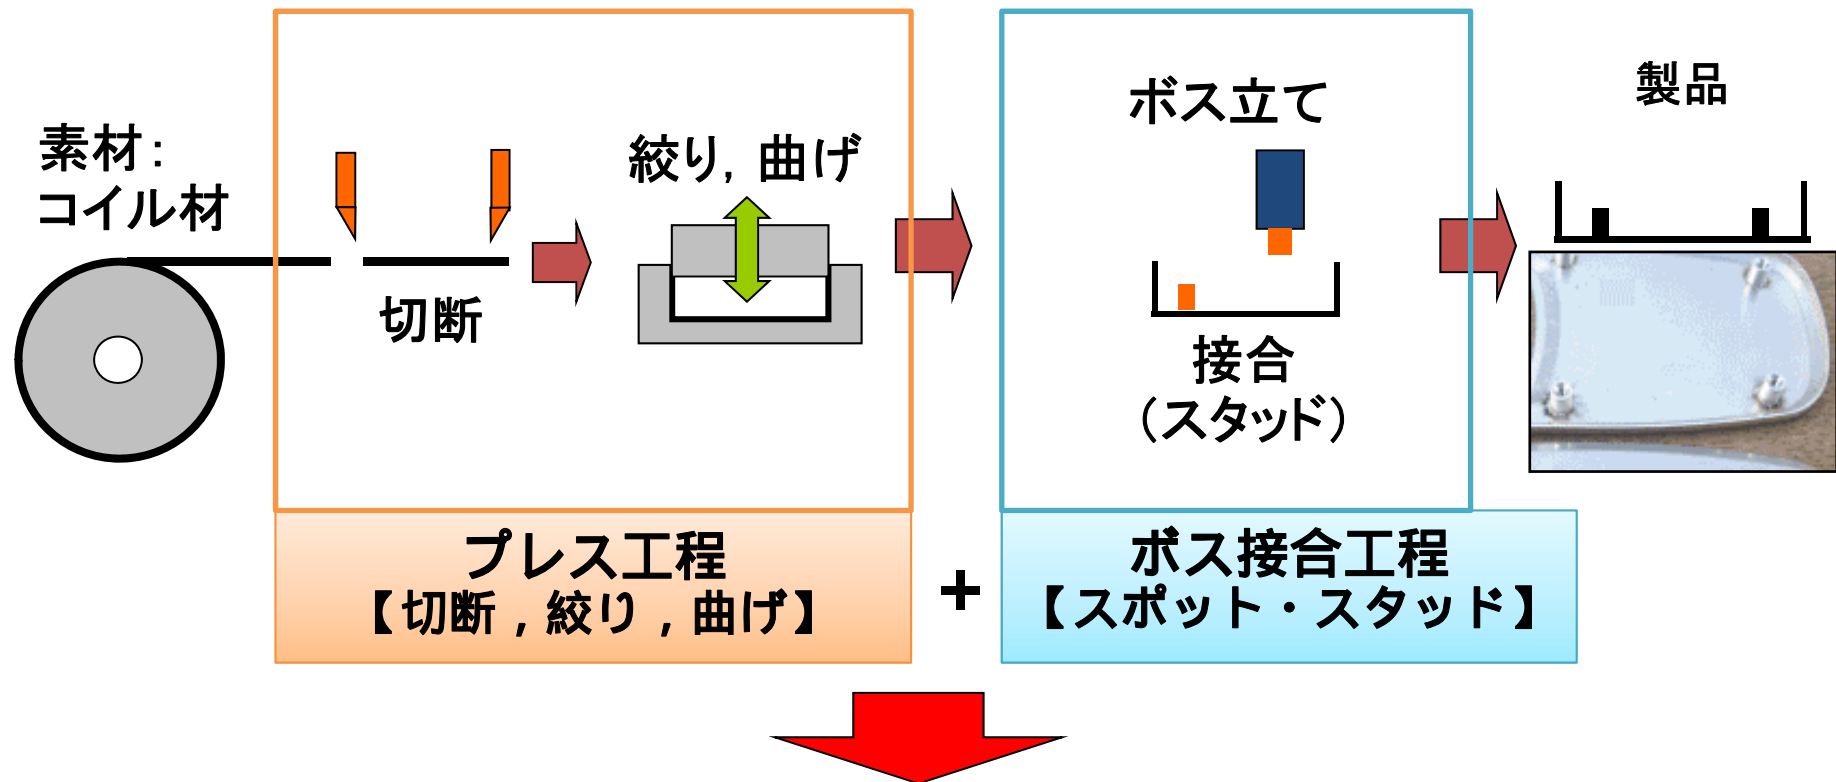 素材：
コイル材
切断
絞り, 曲げ
ボス立て
接合
（スタッド）
製品
プレス工程
【切断，絞り，曲げ】
+
ボス接合工程
【スポット・スタッド】